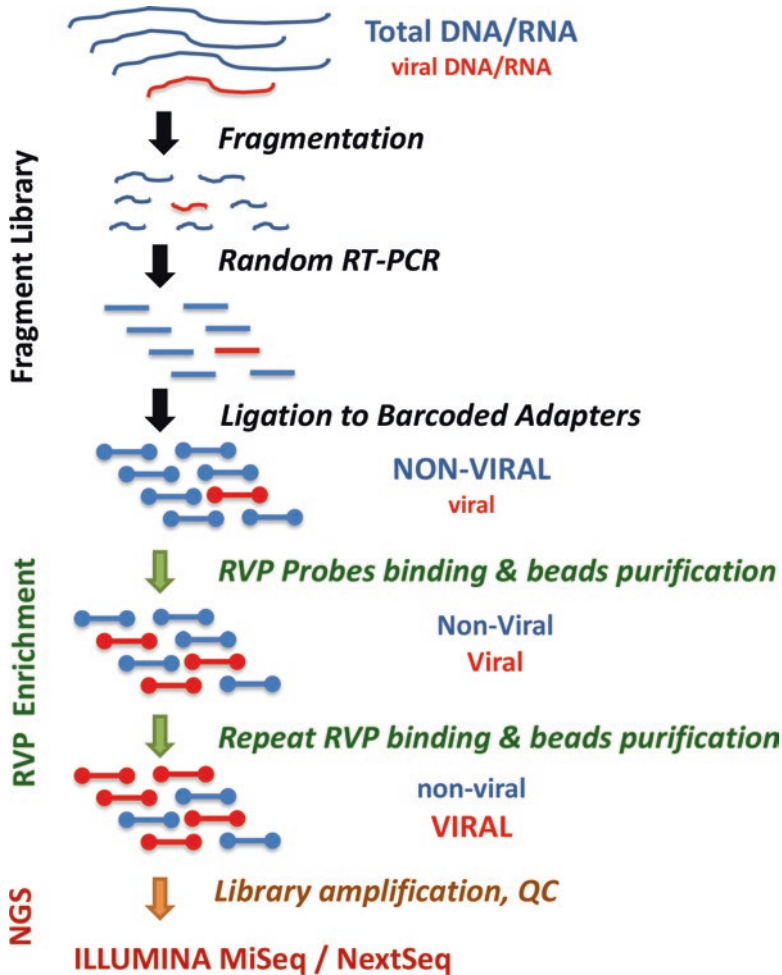 Total DNA/RNA
viral DNA/RNA
Fragmentation
Fragment Library
Random RT-PCR
Ligation to Barcoded Adapters
NON-VIRAL
viral
RVP Probes binding & beads purification
RVP Enrichment
Non-Viral
Viral
Repeat RVP binding & beads purification
non-viral
VIRAL
NGS
Library amplification, QC
ILLUMINA MiSeq / NextSeq